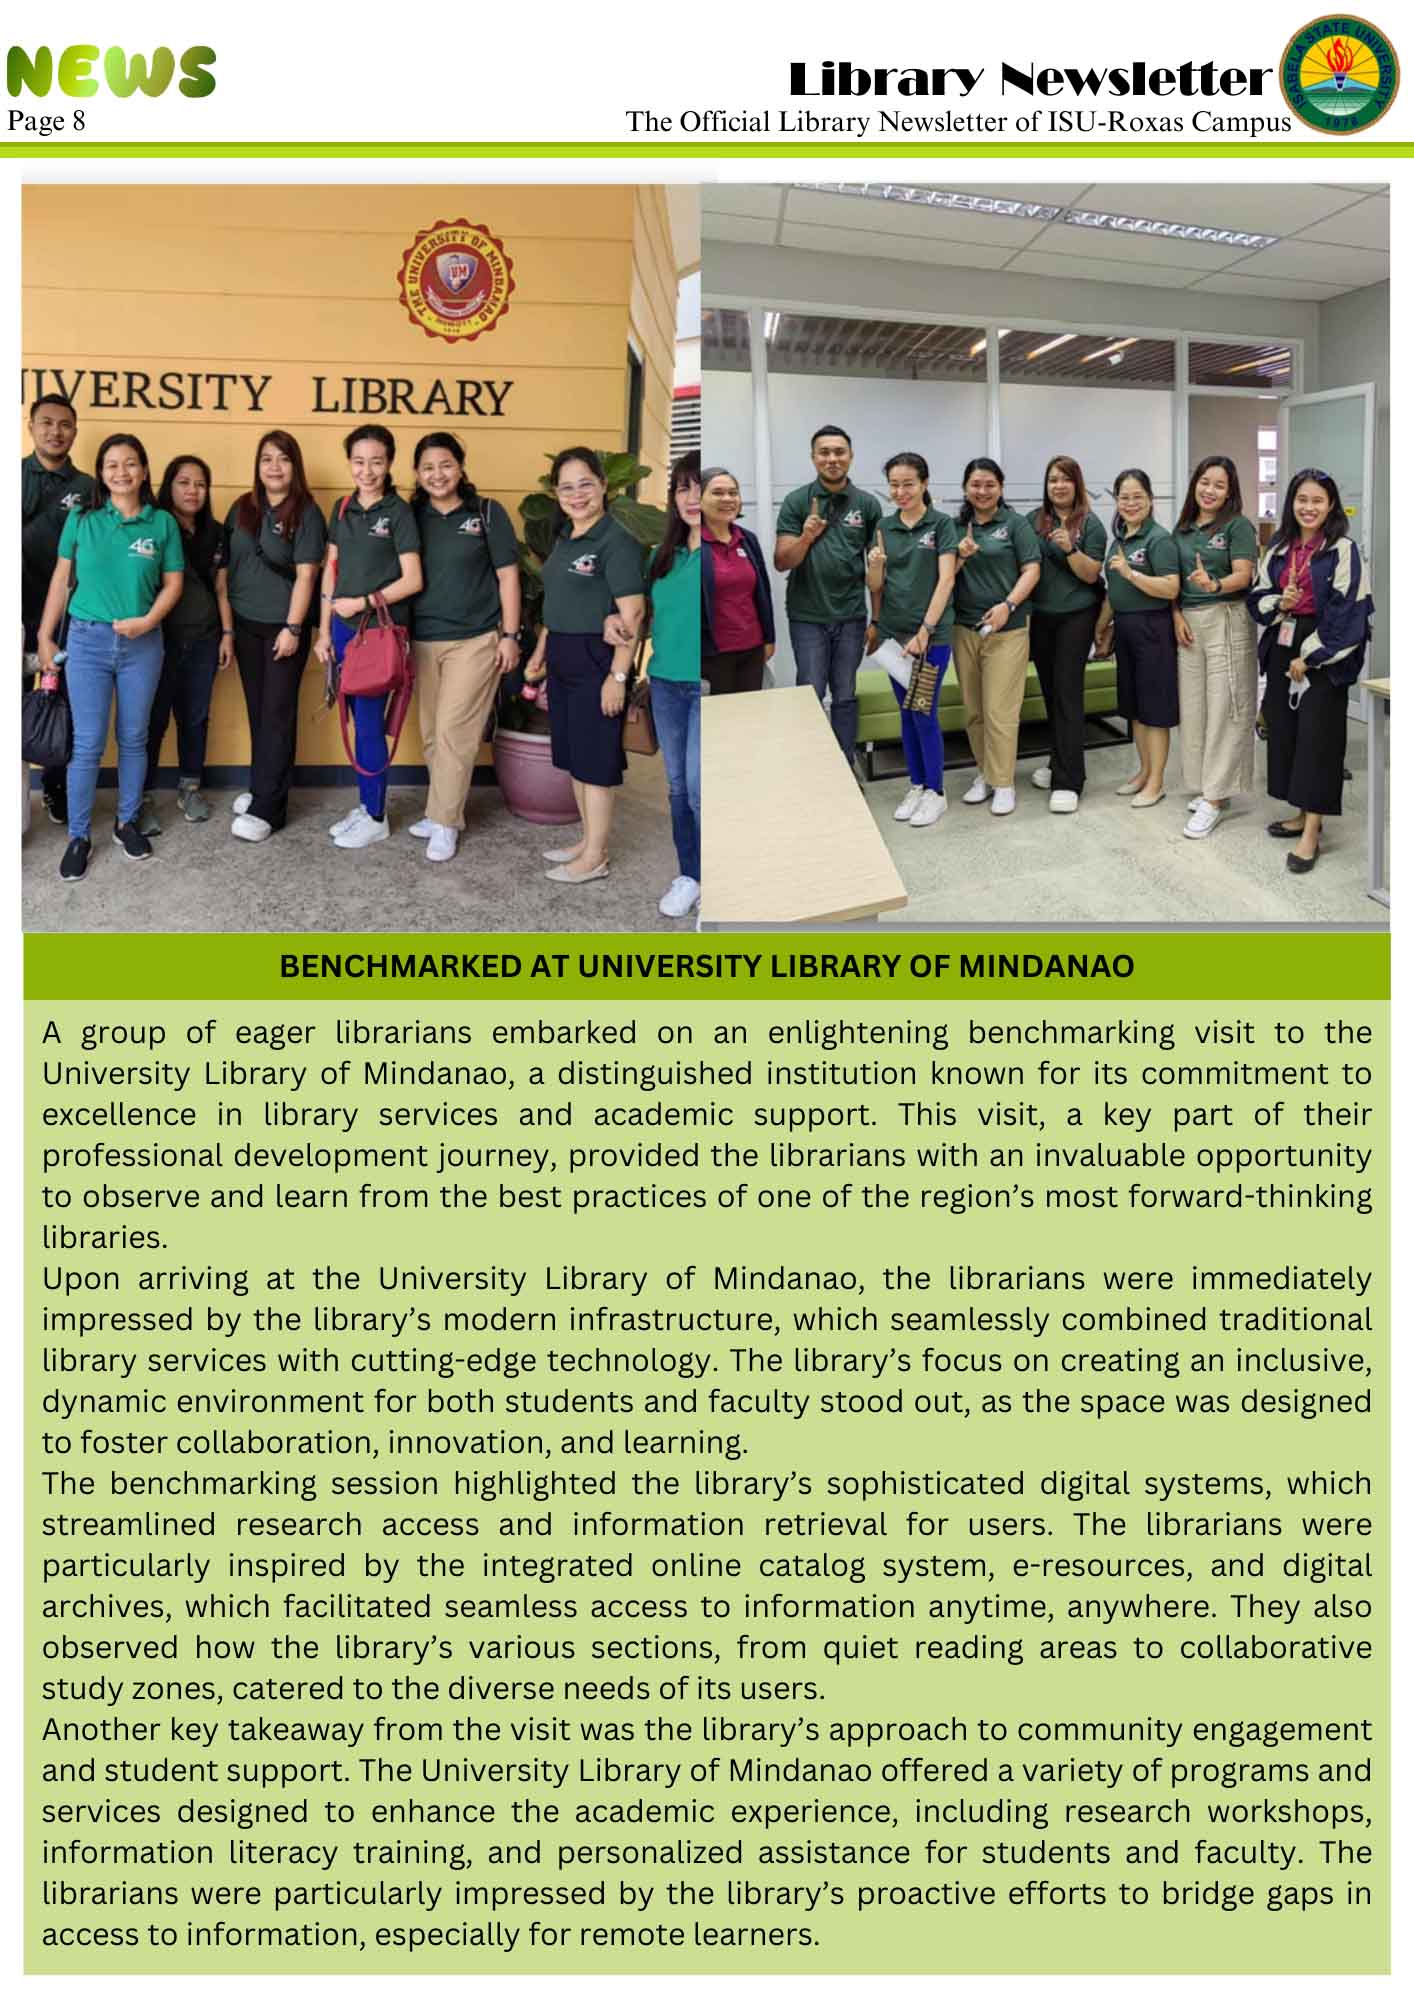 NEWS
Page 8
Library Newsletter
The Official Library Newsletter of ISU-Roxas Campus
ISABELA STATE UNIVERSITY
1978
THE UNIVERSITY OF MINDANAO
UM
1946
IVERSITY LIBRARY
46
46
46
46
46
46
46
46
46
BENCHMARKED AT UNIVERSITY LIBRARY OF MINDANAO
A group of eager librarians embarked on an enlightening benchmarking visit to the
University Library of Mindanao, a distinguished institution known for its commitment to
excellence in library services and academic support. This visit, a key part of their
professional development journey, provided the librarians with an invaluable opportunity
to observe and learn from the best practices of one of the region’s most forward-thinking
libraries.
Upon arriving at the University Library of Mindanao, the librarians were immediately
impressed by the library’s modern infrastructure, which seamlessly combined traditional
library services with cutting-edge technology. The library’s focus on creating an inclusive,
dynamic environment for both students and faculty stood out, as the space was designed
to foster collaboration, innovation, and learning.
The benchmarking session highlighted the library’s sophisticated digital systems, which
streamlined research access and information retrieval for users. The librarians were
particularly inspired by the integrated online catalog system, e-resources, and digital
archives, which facilitated seamless access to information anytime, anywhere. They also
observed how the library’s various sections, from quiet reading areas to collaborative
study zones, catered to the diverse needs of its users.
Another key takeaway from the visit was the library’s approach to community engagement
and student support. The University Library of Mindanao offered a variety of programs and
services designed to enhance the academic experience, including research workshops,
information literacy training, and personalized assistance for students and faculty. The
librarians were particularly impressed by the library’s proactive efforts to bridge gaps in
access to information, especially for remote learners.